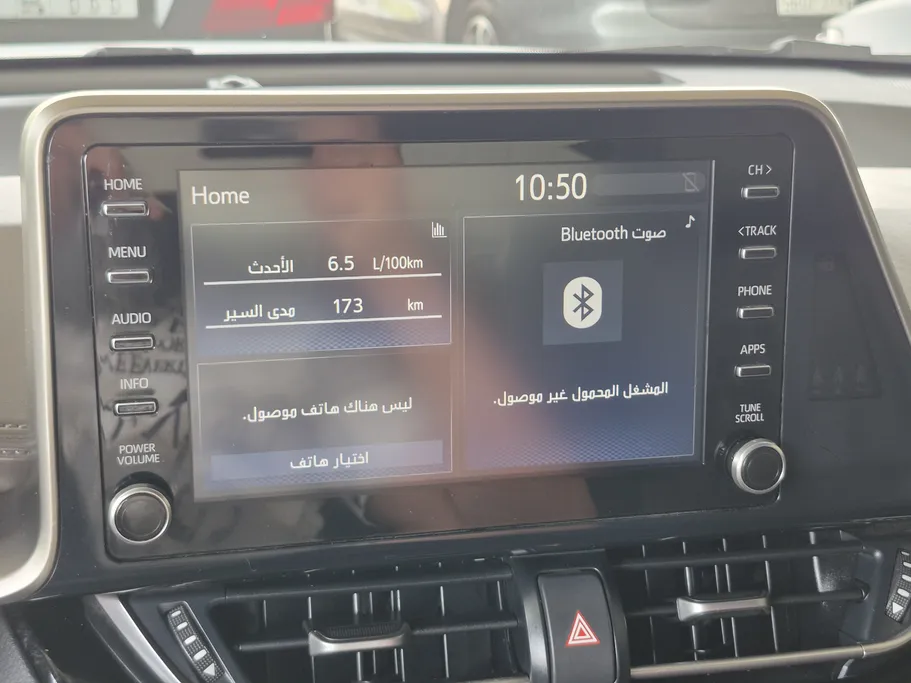 HOME
MENU
AUDIO
INFO
POWER
VOLUME
Home
10:50
الأحدث 6.5 L/100km
مدى السير 173 km
ليس هناك هاتف موصول.
اختيار هاتف
صوت Bluetooth
المشغل المحمول غير موصول.
CH >
< TRACK
PHONE
APPS
TUNE
SCROLL